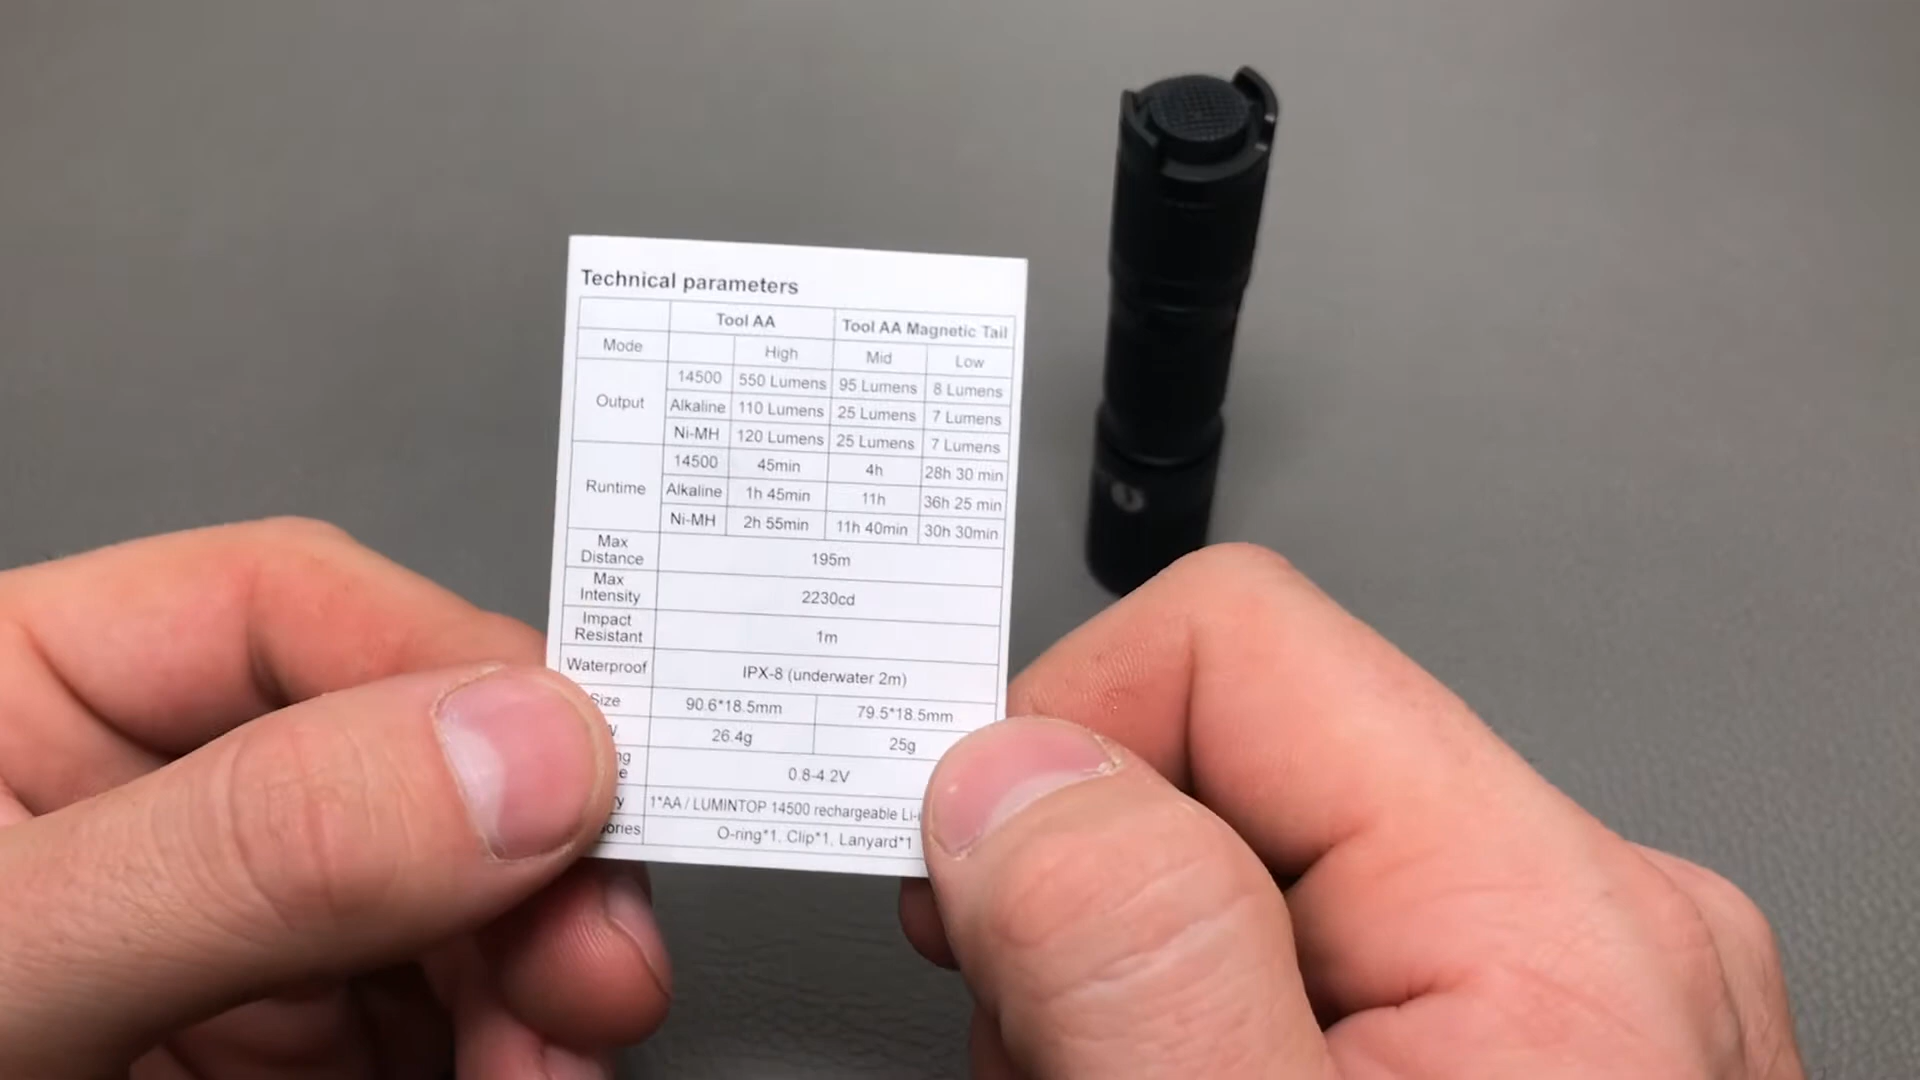 Technical parameters
Tool AA Tool AA Magnetic Tail
Mode High Mid Low
Output 14500 550 Lumens 95 Lumens 8 Lumens
Alkaline 110 Lumens 25 Lumens 7 Lumens
Ni-MH 120 Lumens 25 Lumens 7 Lumens
Runtime 14500 45min 4h 28h 30 min
Alkaline 1h 45min 11h 36h 25 min
Ni-MH 2h 55min 11h 40min 30h 30min
Max Distance 195m
Max Intensity 2230cd
Impact Resistant 1m
Waterproof IPX-8 (underwater 2m)
Size 90.6*18.5mm 79.5*18.5mm
26.4g 25g
0.8-4.2V
1*AA / LUMINTOP 14500 rechargeable
O-ring*1, Clip*1, Lanyard*1